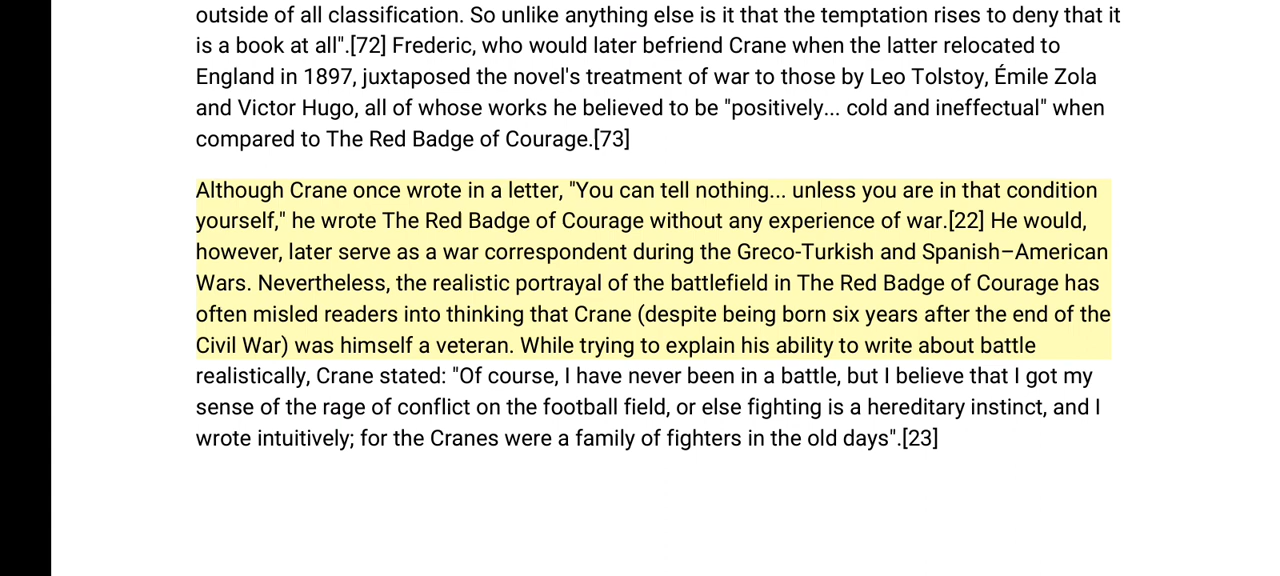 outside of all classification. So unlike anything else is it that the temptation rises to deny that it
is a book at all".[72] Frederic, who would later befriend Crane when the latter relocated to
England in 1897, juxtaposed the novel's treatment of war to those by Leo Tolstoy, Émile Zola
and Victor Hugo, all of whose works he believed to be "positively... cold and ineffectual" when
compared to The Red Badge of Courage.[73]
Although Crane once wrote in a letter, "You can tell nothing... unless you are in that condition
yourself," he wrote The Red Badge of Courage without any experience of war.[22] He would,
however, later serve as a war correspondent during the Greco-Turkish and Spanish–American
Wars. Nevertheless, the realistic portrayal of the battlefield in The Red Badge of Courage has
often misled readers into thinking that Crane (despite being born six years after the end of the
Civil War) was himself a veteran. While trying to explain his ability to write about battle
realistically, Crane stated: "Of course, I have never been in a battle, but I believe that I got my
sense of the rage of conflict on the football field, or else fighting is a hereditary instinct, and I
wrote intuitively; for the Cranes were a family of fighters in the old days".[23]